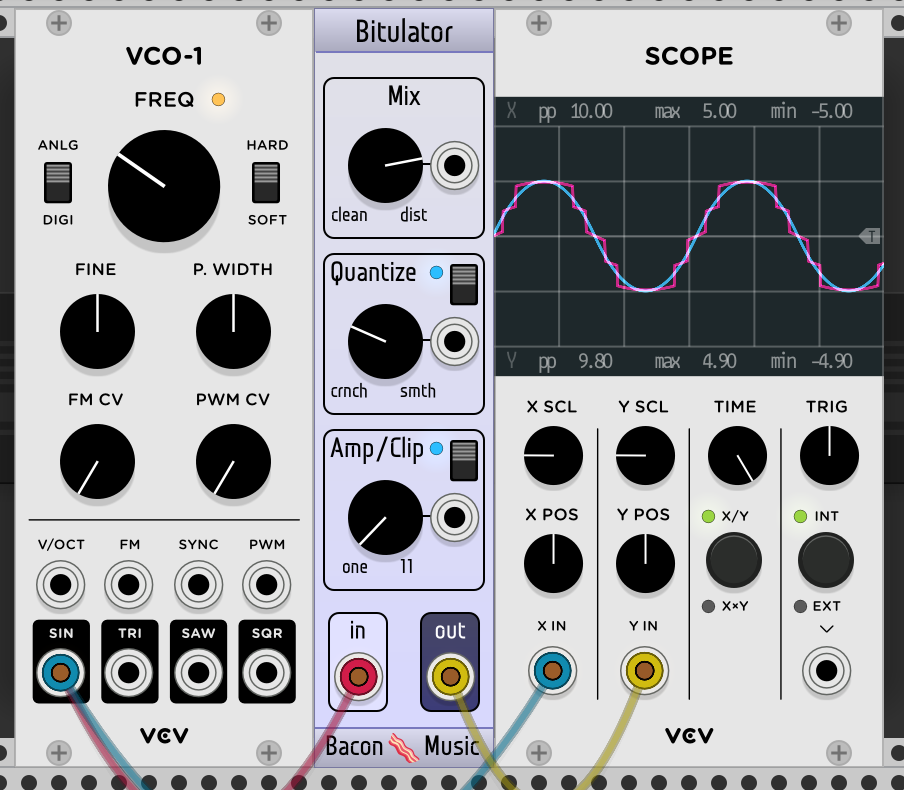 VCO-1
FREQ
ANLG
HARD
DIGI
SOFT
FINE
P. WIDTH
FM CV
PWM CV
V/OCT
FM
SYNC
PWM
SIN
TRI
SAW
SQR
VCV
Bitulator
Mix
clean
dist
Quantize
crnch
smth
Amp/Clip
one
11
in
out
Bacon Music
SCOPE
X pp 10.00 max 5.00 min -5.00
T
Y pp 9.80 max 4.90 min -4.90
X SCL
Y SCL
TIME
TRIG
X POS
Y POS
X/Y
INT
X×Y
EXT
X IN
Y IN
VCV